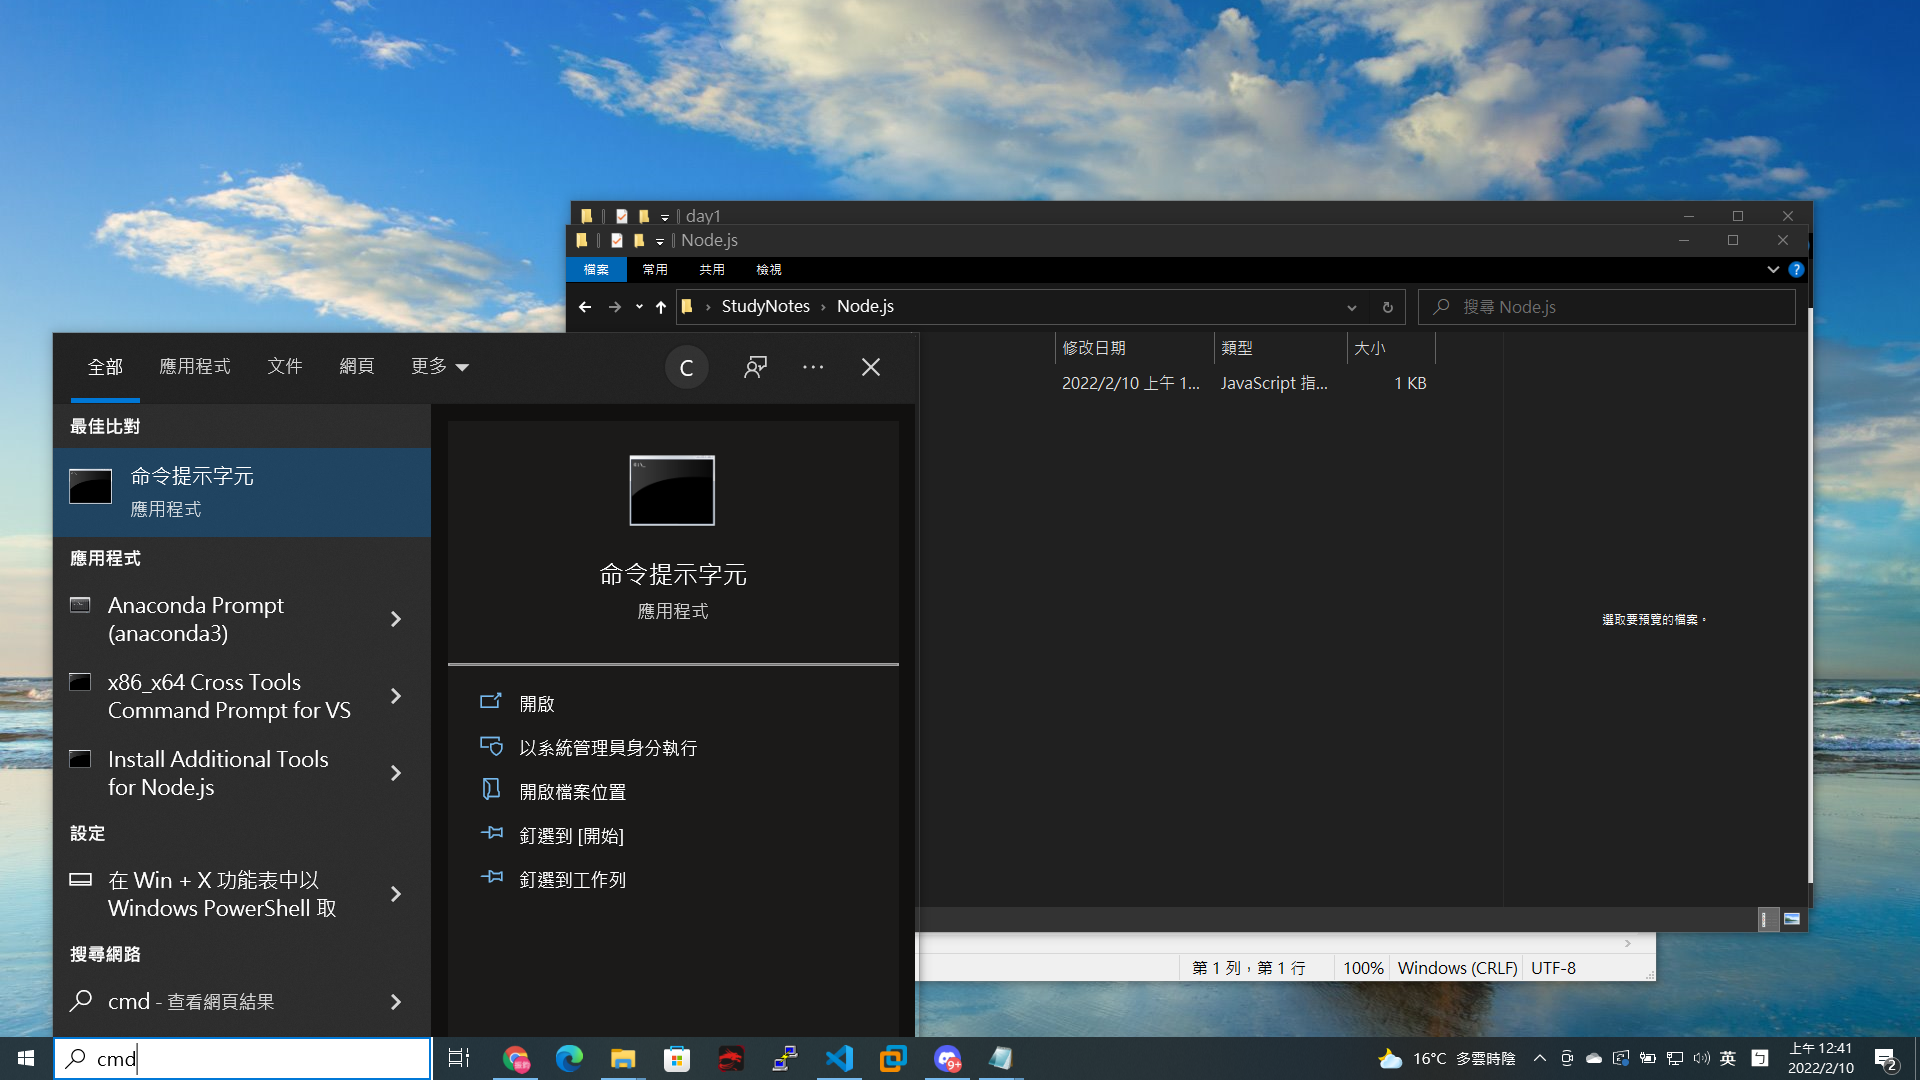 day1
Node.js
檔案 常用 共用 檢視
StudyNotes › Node.js
搜尋 Node.js
修改日期 類型 大小
2022/2/10 上午 1... JavaScript 指... 1 KB
選取要預覽的檔案。
全部 應用程式 文件 網頁 更多
C
最佳比對
命令提示字元
應用程式
應用程式
Anaconda Prompt
(anaconda3)
x86_x64 Cross Tools
Command Prompt for VS
Install Additional Tools
for Node.js
設定
在 Win + X 功能表中以
Windows PowerShell 取
搜尋網路
cmd - 查看網頁結果
命令提示字元
應用程式
開啟
以系統管理員身分執行
開啟檔案位置
釘選到 [開始]
釘選到工作列
第 1 列，第 1 行 100% Windows (CRLF) UTF-8
cmd
9+
16°C 多雲時陰
英
上午 12:41
2022/2/10
2